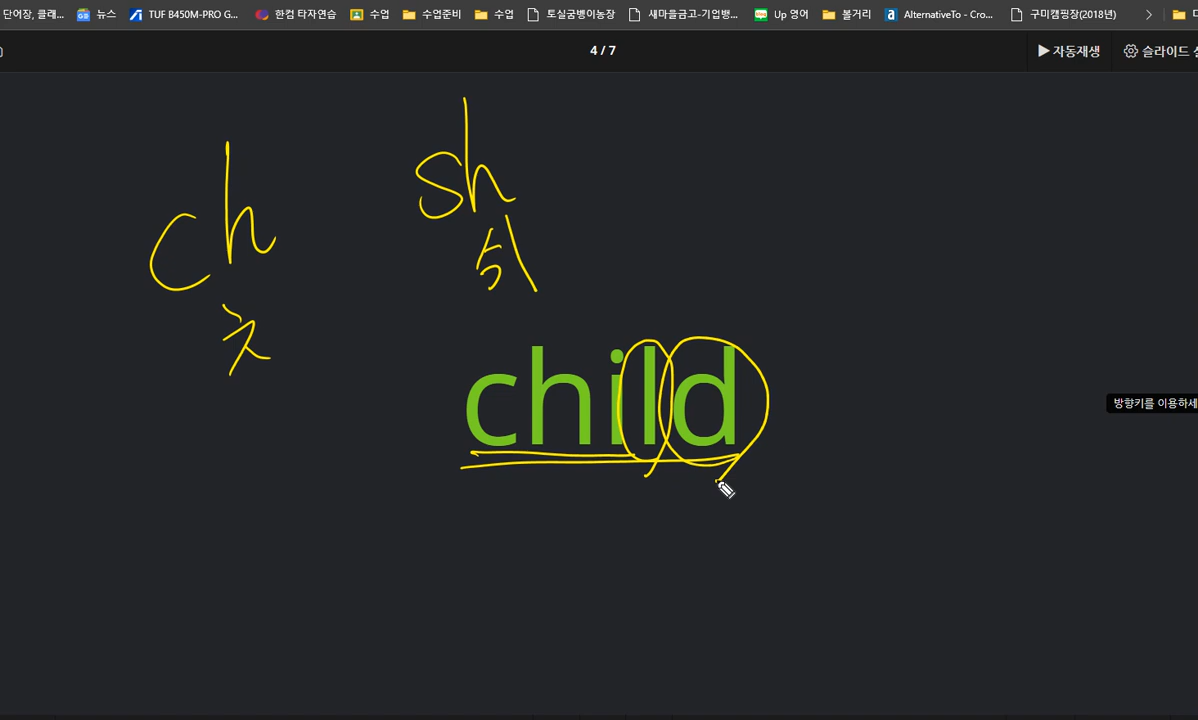 단어장, 클래... 뉴스 TUF B450M-PRO G... 한컴 타자연습 수업 수업준비 수업 토실굼벵이농장 새마을금고-기업뱅... Up 영어 볼거리 AlternativeTo - Cro... 구미캠핑장(2018년)
4 / 7 자동재생 슬라이드
ch sh
ㅊ 쉬
child
방향키를 이용하세